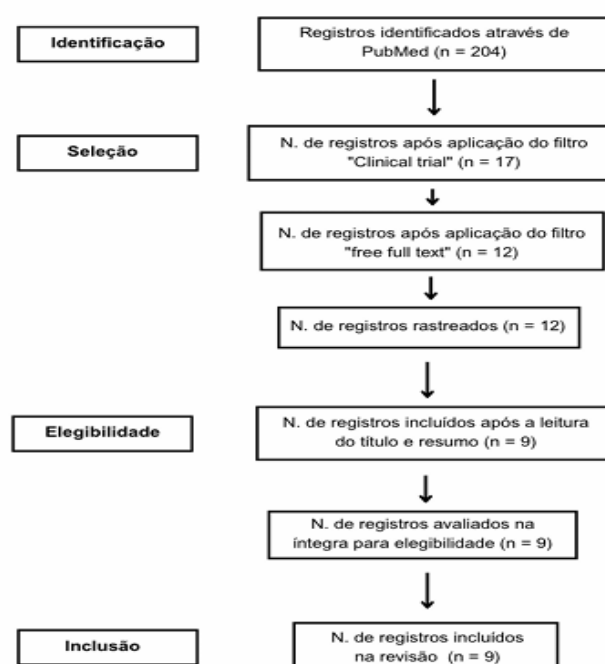 Identificação
Registros identificados através de
PubMed (n = 204)
Seleção
N. de registros após aplicação do filtro
"Clinical trial" (n = 17)
N. de registros após aplicação do filtro
"free full text" (n = 12)
N. de registros rastreados (n = 12)
Elegibilidade
N. de registros incluídos após a leitura
do título e resumo (n = 9)
N. de registros avaliados na
íntegra para elegibilidade (n = 9)
Inclusão
N. de registros incluídos
na revisão (n = 9)